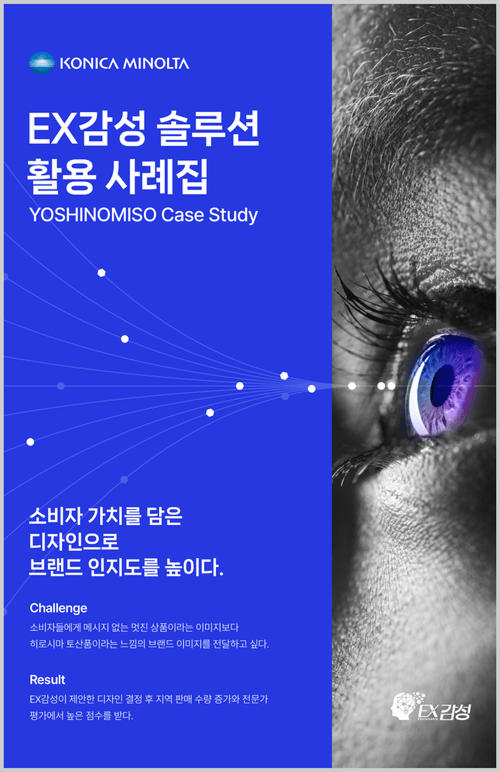 KONICA MINOLTA
EX감성 솔루션
활용 사례집
YOSHINOMISO Case Study
소비자 가치를 담은
디자인으로
브랜드 인지도를 높이다.
Challenge
소비자들에게 메시지 없는 멋진 상품이라는 이미지보다
히로시마 토산품이라는 느낌의 브랜드 이미지를 전달하고 싶다.
Result
EX감성이 제안한 디자인 결정 후 지역 판매 수량 증가와 전문가
평가에서 높은 점수를 받다.
EX감성